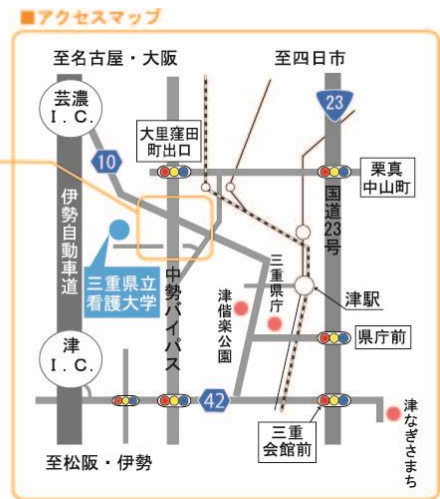 ■アクセスマップ
至名古屋・大阪
至四日市
芸濃
I.C.
23
10
大里窪田
町出口
栗真
中山町
伊勢自動車道
国道23号
三重県立
看護大学
中勢バイパス
津偕楽公園
三重県庁
津駅
津
I.C.
県庁前
42
三重
会館前
津なぎさまち
至松阪・伊勢